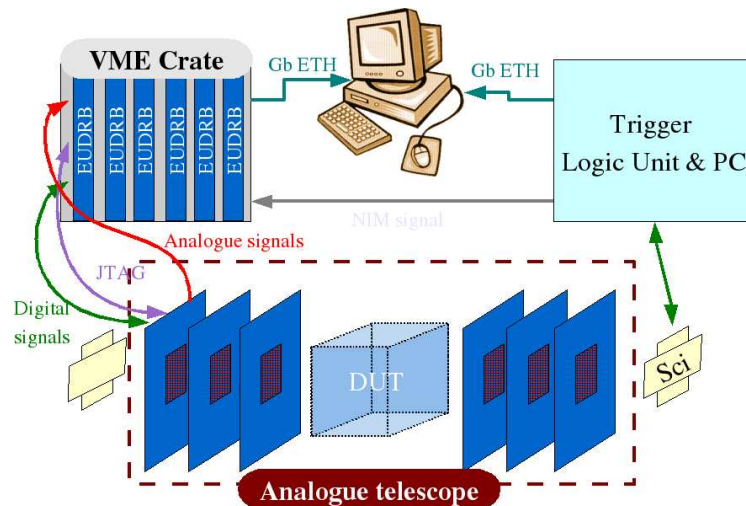 VME Crate
Gb ETH
Gb ETH
EUDRB
EUDRB
EUDRB
EUDRB
EUDRB
EUDRB
Trigger
Logic Unit & PC
NIM signal
Analogue signals
JTAG
Digital
signals
DUT
Sci
Analogue telescope